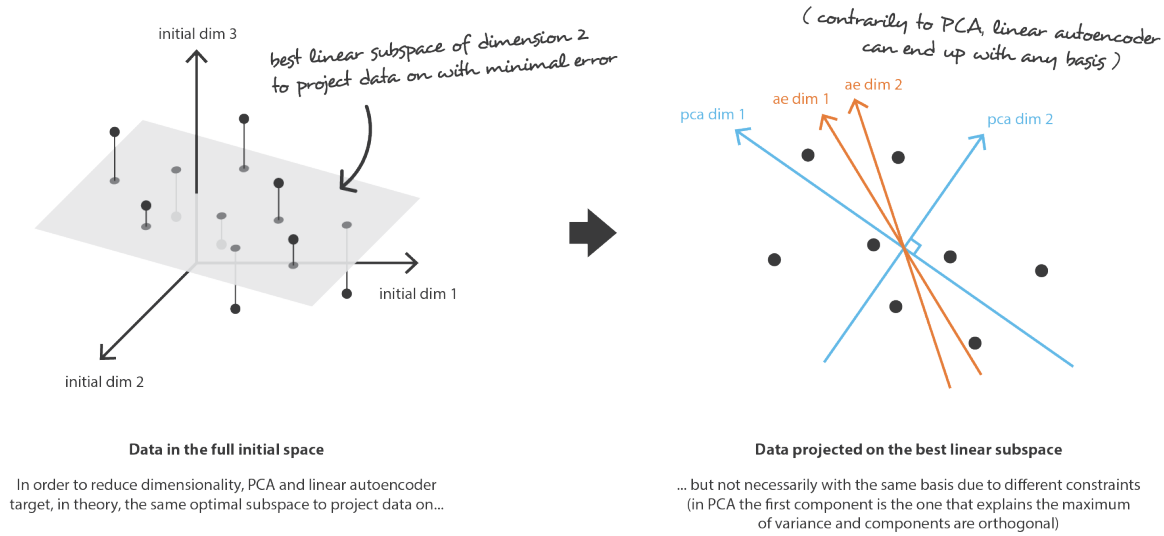 initial dim 3
best linear subspace of dimension 2
to project data on with minimal error
initial dim 1
initial dim 2
Data in the full initial space
In order to reduce dimensionality, PCA and linear autoencoder
target, in theory, the same optimal subspace to project data on...
( contrarily to PCA, linear autoencoder
can end up with any basis )
pca dim 1
ae dim 1
ae dim 2
pca dim 2
Data projected on the best linear subspace
... but not necessarily with the same basis due to different constraints
(in PCA the first component is the one that explains the maximum
of variance and components are orthogonal)